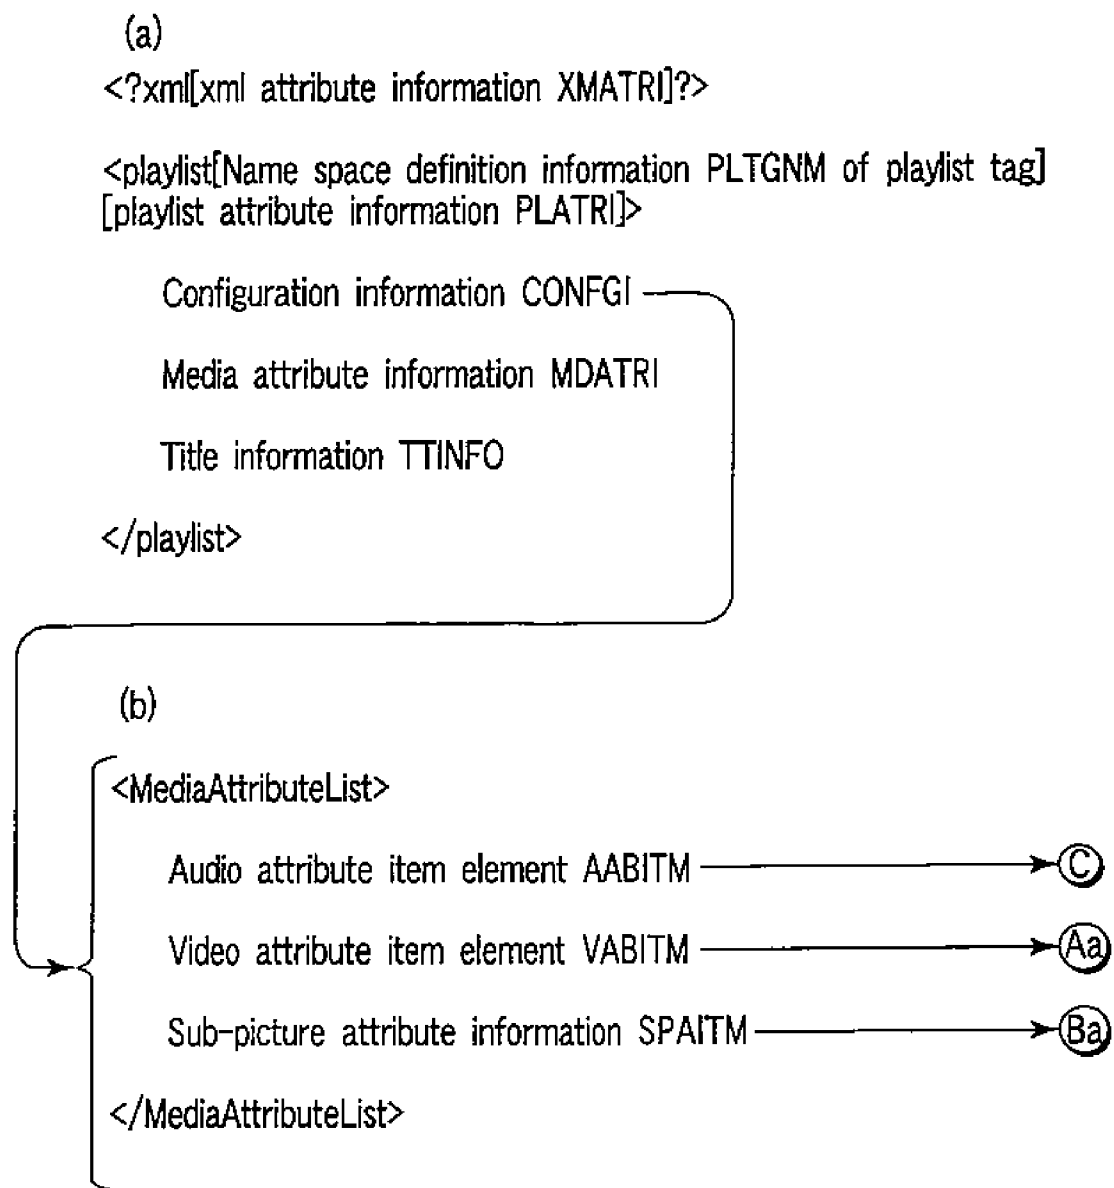 (a)
<?xml[xml attribute information XMATRI]?>
<playlist[Name space definition information PLTGNM of playlist tag]
[playlist attribute information PLATRI]>
Configuration information CONFGI
Media attribute information MDATRI
Title information TTINFO
</playlist>
(b)
<MediaAttributeList>
Audio attribute item element AABITM C
Video attribute item element VABITM Aa
Sub-picture attribute information SPAITM Ba
</MediaAttributeList>